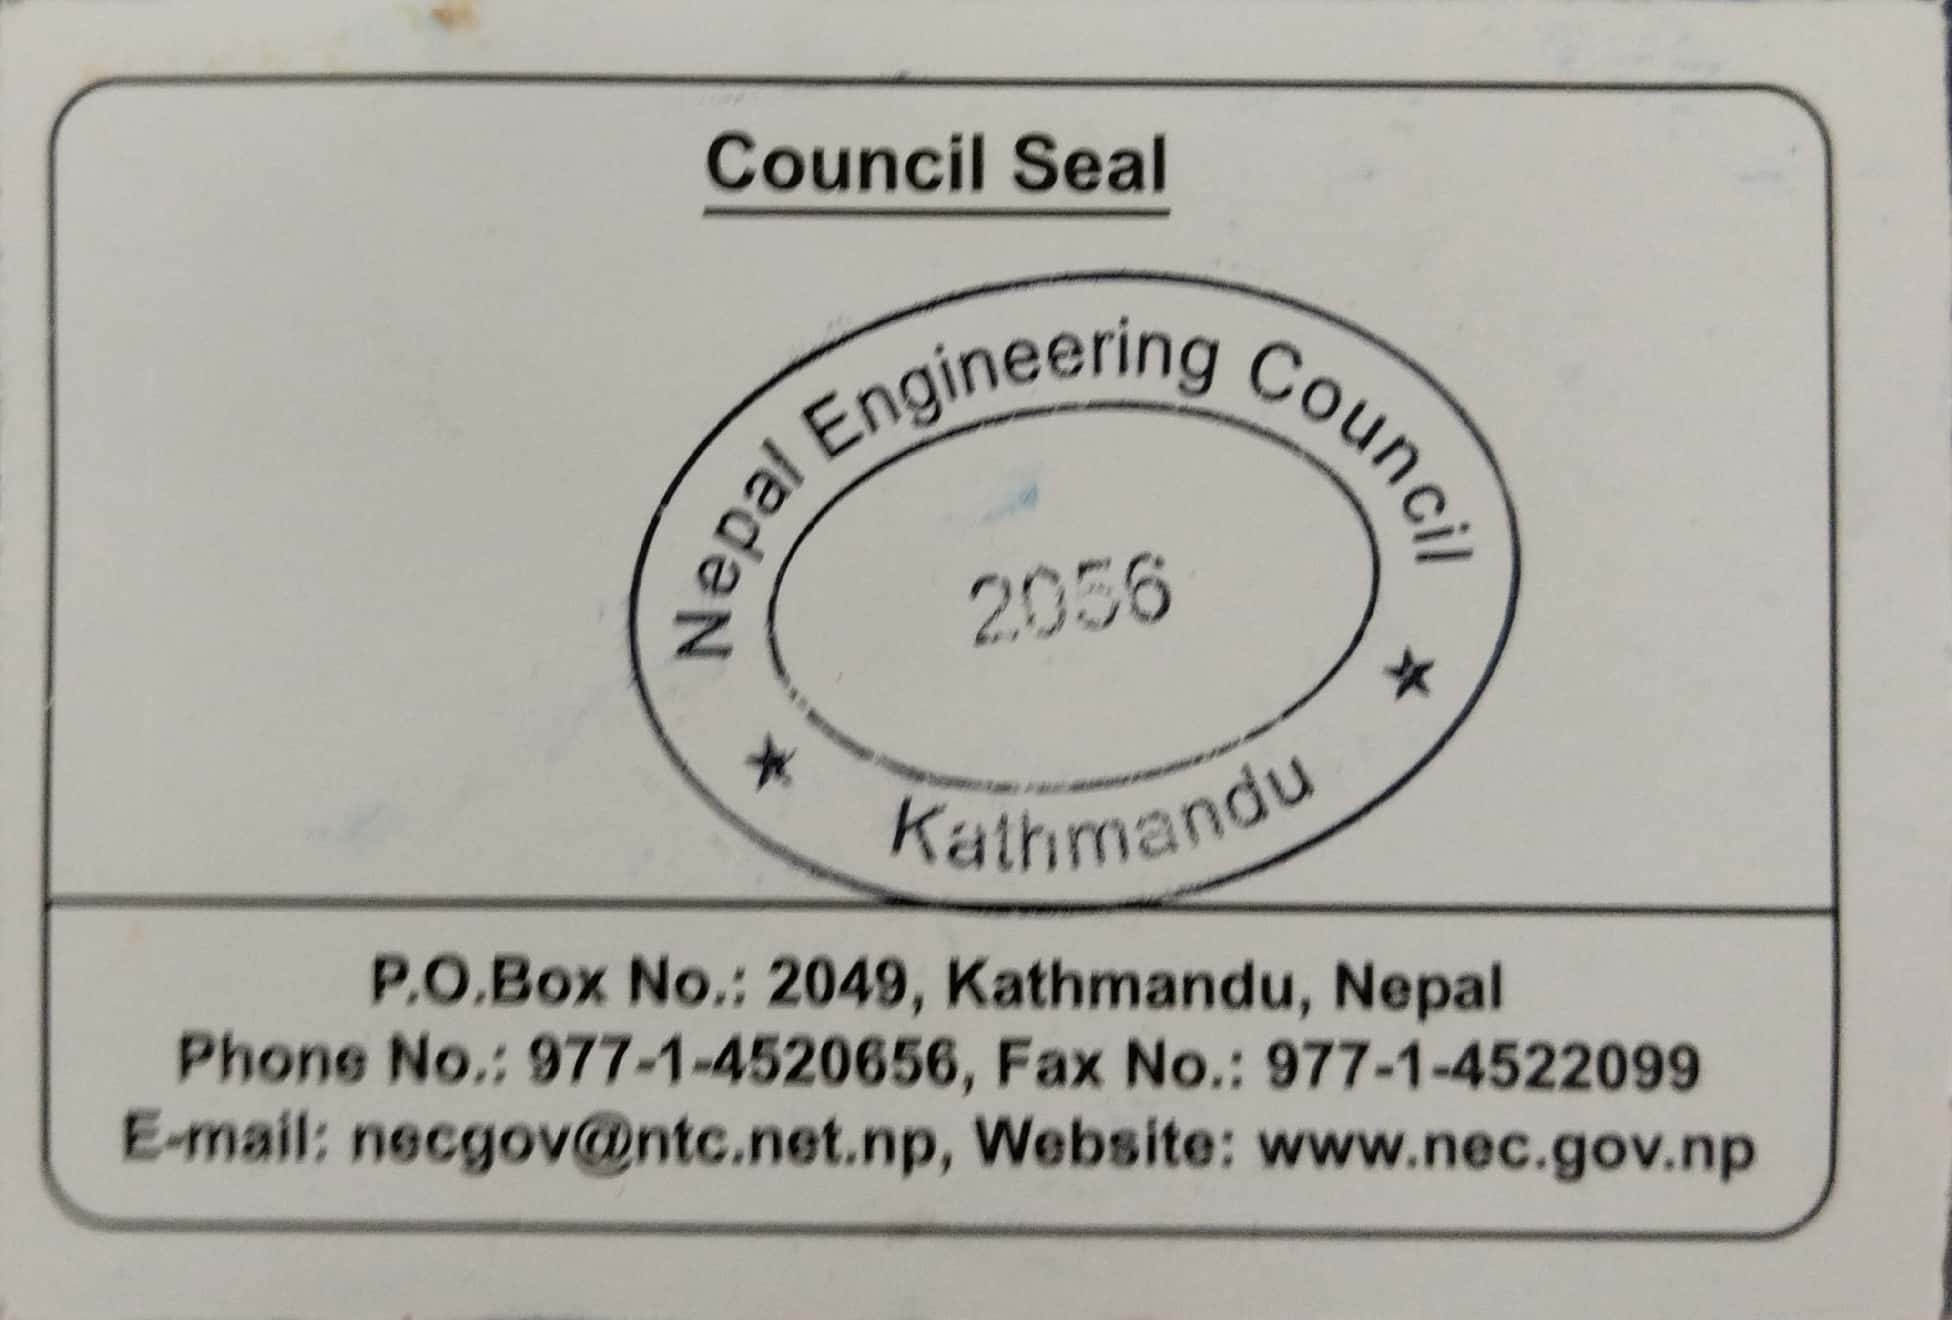 Council Seal
Nepal Engineering Council
2056
Kathmandu
P.O.Box No.: 2049, Kathmandu, Nepal
Phone No.: 977-1-4520656, Fax No.: 977-1-4522099
E-mail: necgov@ntc.net.np, Website: www.nec.gov.np